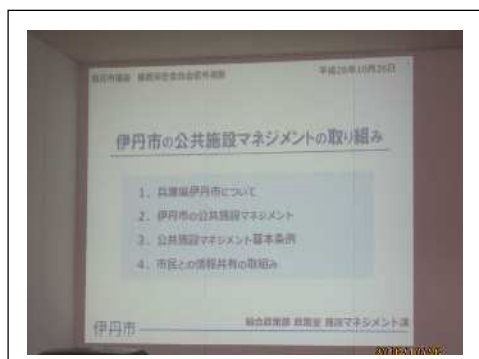 平成28年10月26日
伊丹市の公共施設マネジメントの取り組み
1. 兵庫県伊丹市について
2. 伊丹市の公共施設マネジメント
3. 公共施設マネジメント基本条例
4. 市民との情報共有の取組み
伊丹市
総合政策部 政策室 施設マネジメント課